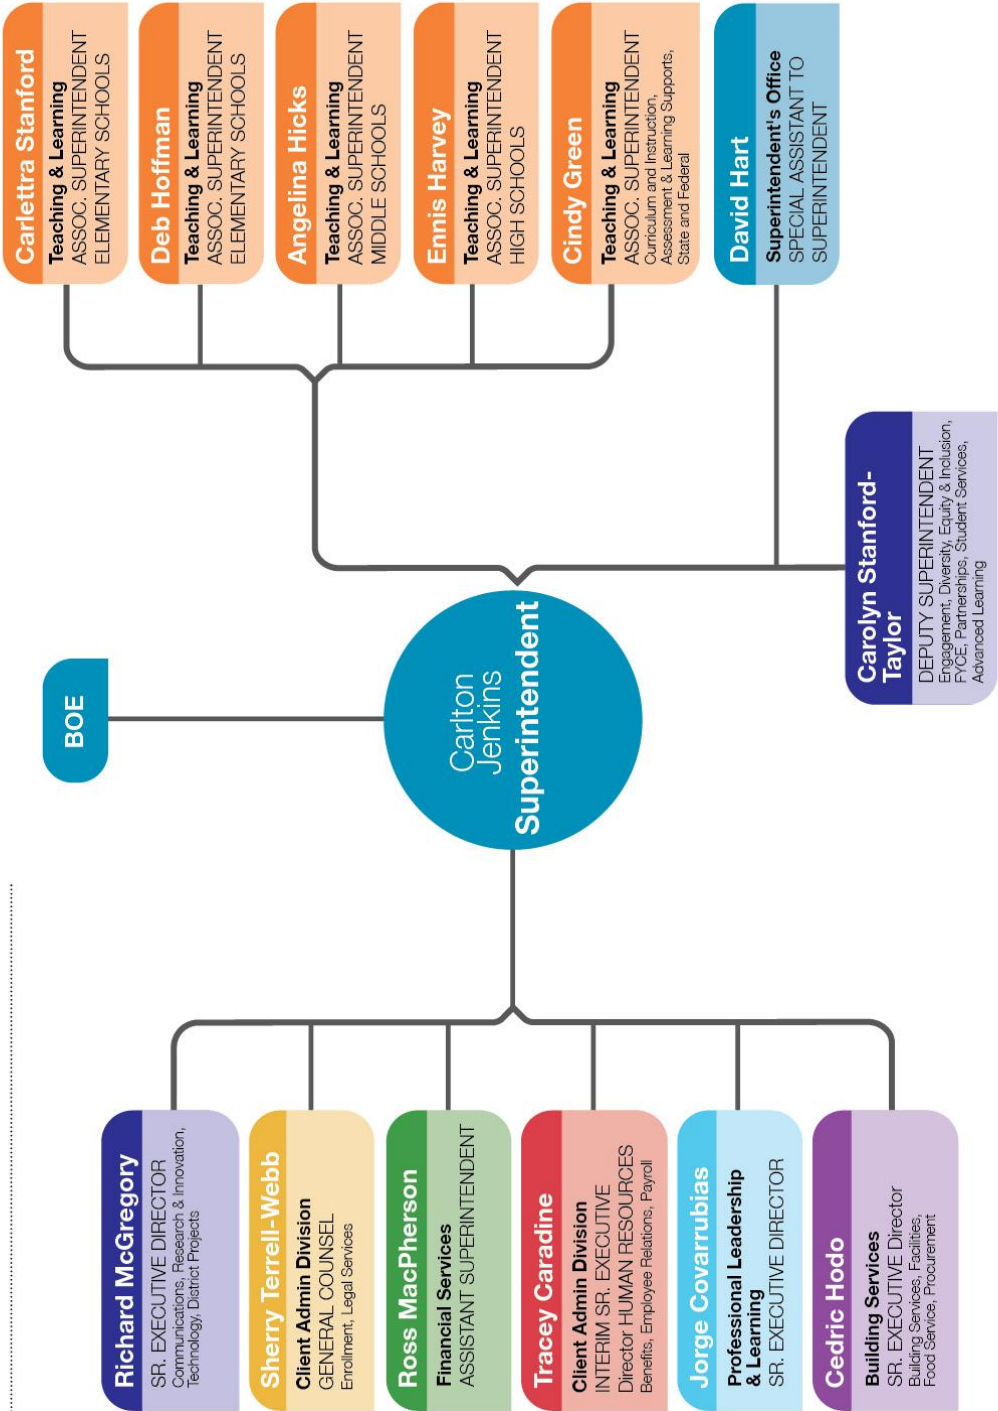 BOE
Carlton
Jenkins
Superintendent
Richard McGregory
SR. EXECUTIVE DIRECTOR
Communications, Research & Innovation,
Technology, District Projects
Sherry Terrell-Webb
Client Admin Division
GENERAL COUNSEL
Enrollment, Legal Services
Ross MacPherson
Financial Services
ASSISTANT SUPERINTENDENT
Tracey Caradine
Client Admin Division
INTERIM SR. EXECUTIVE
Director HUMAN RESOURCES
Benefits, Employee Relations, Payroll
Jorge Covarrubias
Professional Leadership
& Learning
SR. EXECUTIVE DIRECTOR
Cedric Hodo
Building Services
SR. EXECUTIVE Director
Building Services, Facilities,
Food Service, Procurement
Carlettra Stanford
Teaching & Learning
ASSOC. SUPERINTENDENT
ELEMENTARY SCHOOLS
Deb Hoffman
Teaching & Learning
ASSOC. SUPERINTENDENT
ELEMENTARY SCHOOLS
Angelina Hicks
Teaching & Learning
ASSOC. SUPERINTENDENT
MIDDLE SCHOOLS
Ennis Harvey
Teaching & Learning
ASSOC. SUPERINTENDENT
HIGH SCHOOLS
Cindy Green
Teaching & Learning
ASSOC. SUPERINTENDENT
Curriculum and Instruction,
Assessment & Learning Supports,
State and Federal
David Hart
Superintendent's Office
SPECIAL ASSISTANT TO
SUPERINTENDENT
Carolyn Stanford-
Taylor
DEPUTY SUPERINTENDENT
Engagement, Diversity, Equity & Inclusion,
FYCE, Partnerships, Student Services,
Advanced Learning